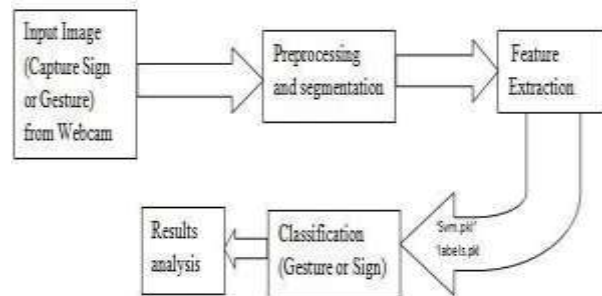 Input Image
(Capture Sign
or Gesture)
from Webcam
Preprocessing
and segmentation
Feature
Extraction
"Svm.pkl"
"labels.pkl
Classification
(Gesture or Sign)
Results
analysis